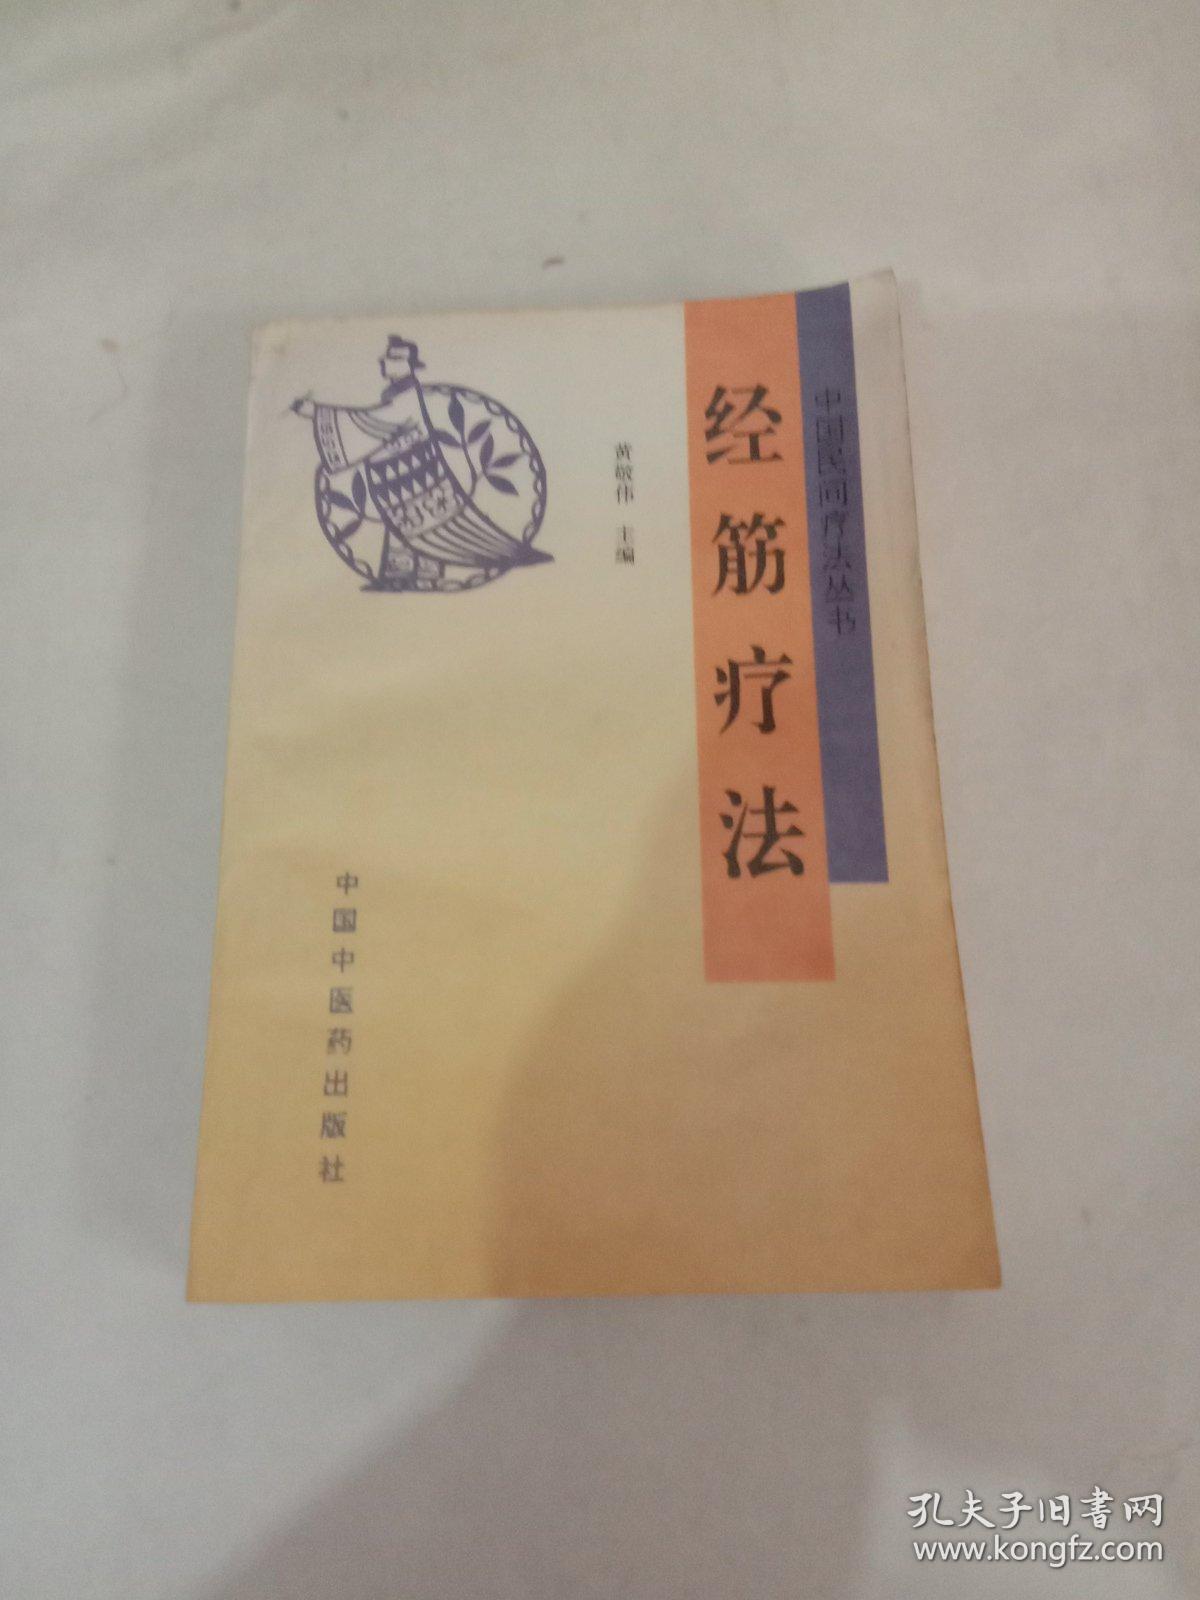 中国民间疗法丛书
经筋疗法
黄敬伟 主编
中国中医药出版社
孔夫子旧书网
www.kongfz.com